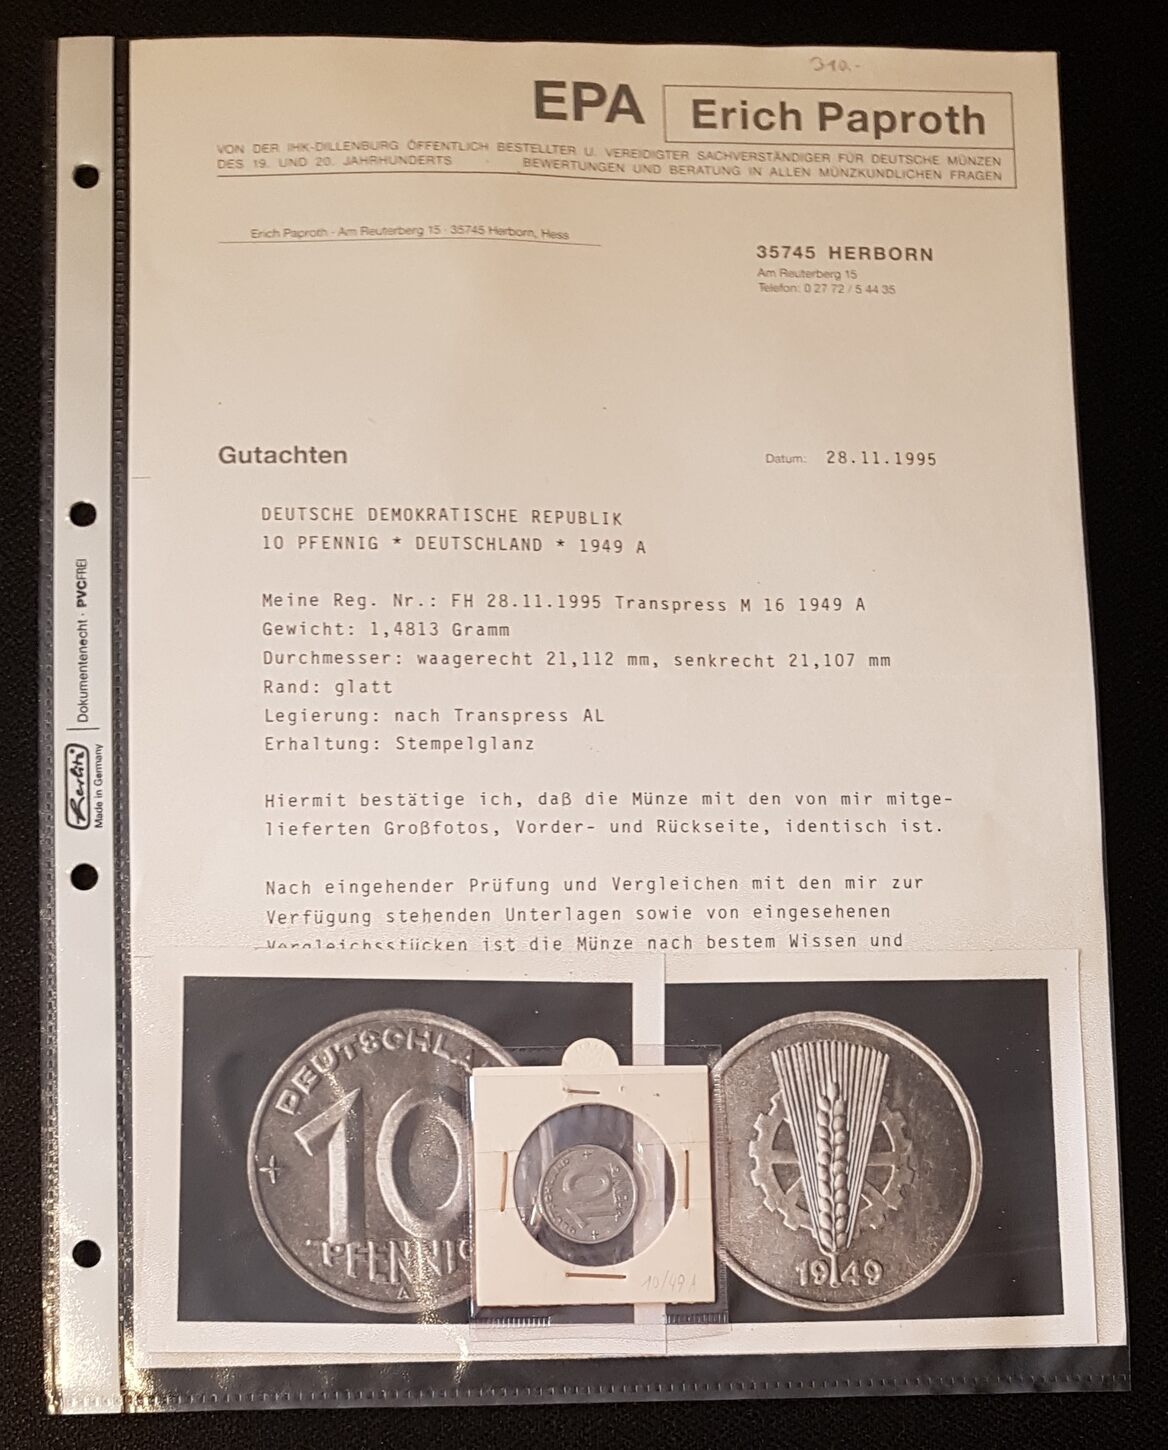 310.-
EPA Erich Paproth
VON DER IHK-DILLENBURG ÖFFENTLICH BESTELLTER U. VEREIDIGTER SACHVERSTÄNDIGER FÜR DEUTSCHE MÜNZEN
DES 19. UND 20. JAHRHUNDERTS · BEWERTUNGEN UND BERATUNG IN ALLEN MÜNZKUNDLICHEN FRAGEN
Erich Paproth - Am Reuterberg 15 · 35745 Herborn, Hess
35745 HERBORN
Am Reuterberg 15
Telefon: 0 27 72 / 5 44 35
Gutachten
Datum: 28.11.1995
DEUTSCHE DEMOKRATISCHE REPUBLIK
10 PFENNIG * DEUTSCHLAND * 1949 A
Meine Reg. Nr.: FH 28.11.1995 Transpress M 16 1949 A
Gewicht: 1,4813 Gramm
Durchmesser: waagerecht 21,112 mm, senkrecht 21,107 mm
Rand: glatt
Legierung: nach Transpress AL
Erhaltung: Stempelglanz
Hiermit bestätige ich, daß die Münze mit den von mir mitge-
lieferten Großfotos, Vorder- und Rückseite, identisch ist.
Nach eingehender Prüfung und Vergleichen mit den mir zur
Verfügung stehenden Unterlagen sowie von eingesehenen
Vergleichsstücken ist die Münze nach bestem Wissen und
Herlitz
Made in Germany
Dokumentenecht · PVCFREI
DEUTSCHLA
10
PFENNIG
A
DEUTSCHLAND
10
PFENNIG
10/49 A
1949